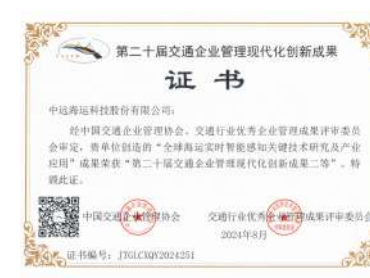 第二十届交通企业管理现代化创新成果
证 书
中远海运科技股份有限公司：
经中国交通企业管理协会、交通行业优秀企业管理成果评审委员
会审定，贵单位创造的“全球海运实时智能感知关键技术研究及产业
应用”成果荣获“第二十届交通企业管理现代化创新成果二等”，特
颁此证。
中国交通企业管理协会
交通行业优秀企业管理成果评审委员会
2024年8月
证书编号：JTGLCXQY2024251